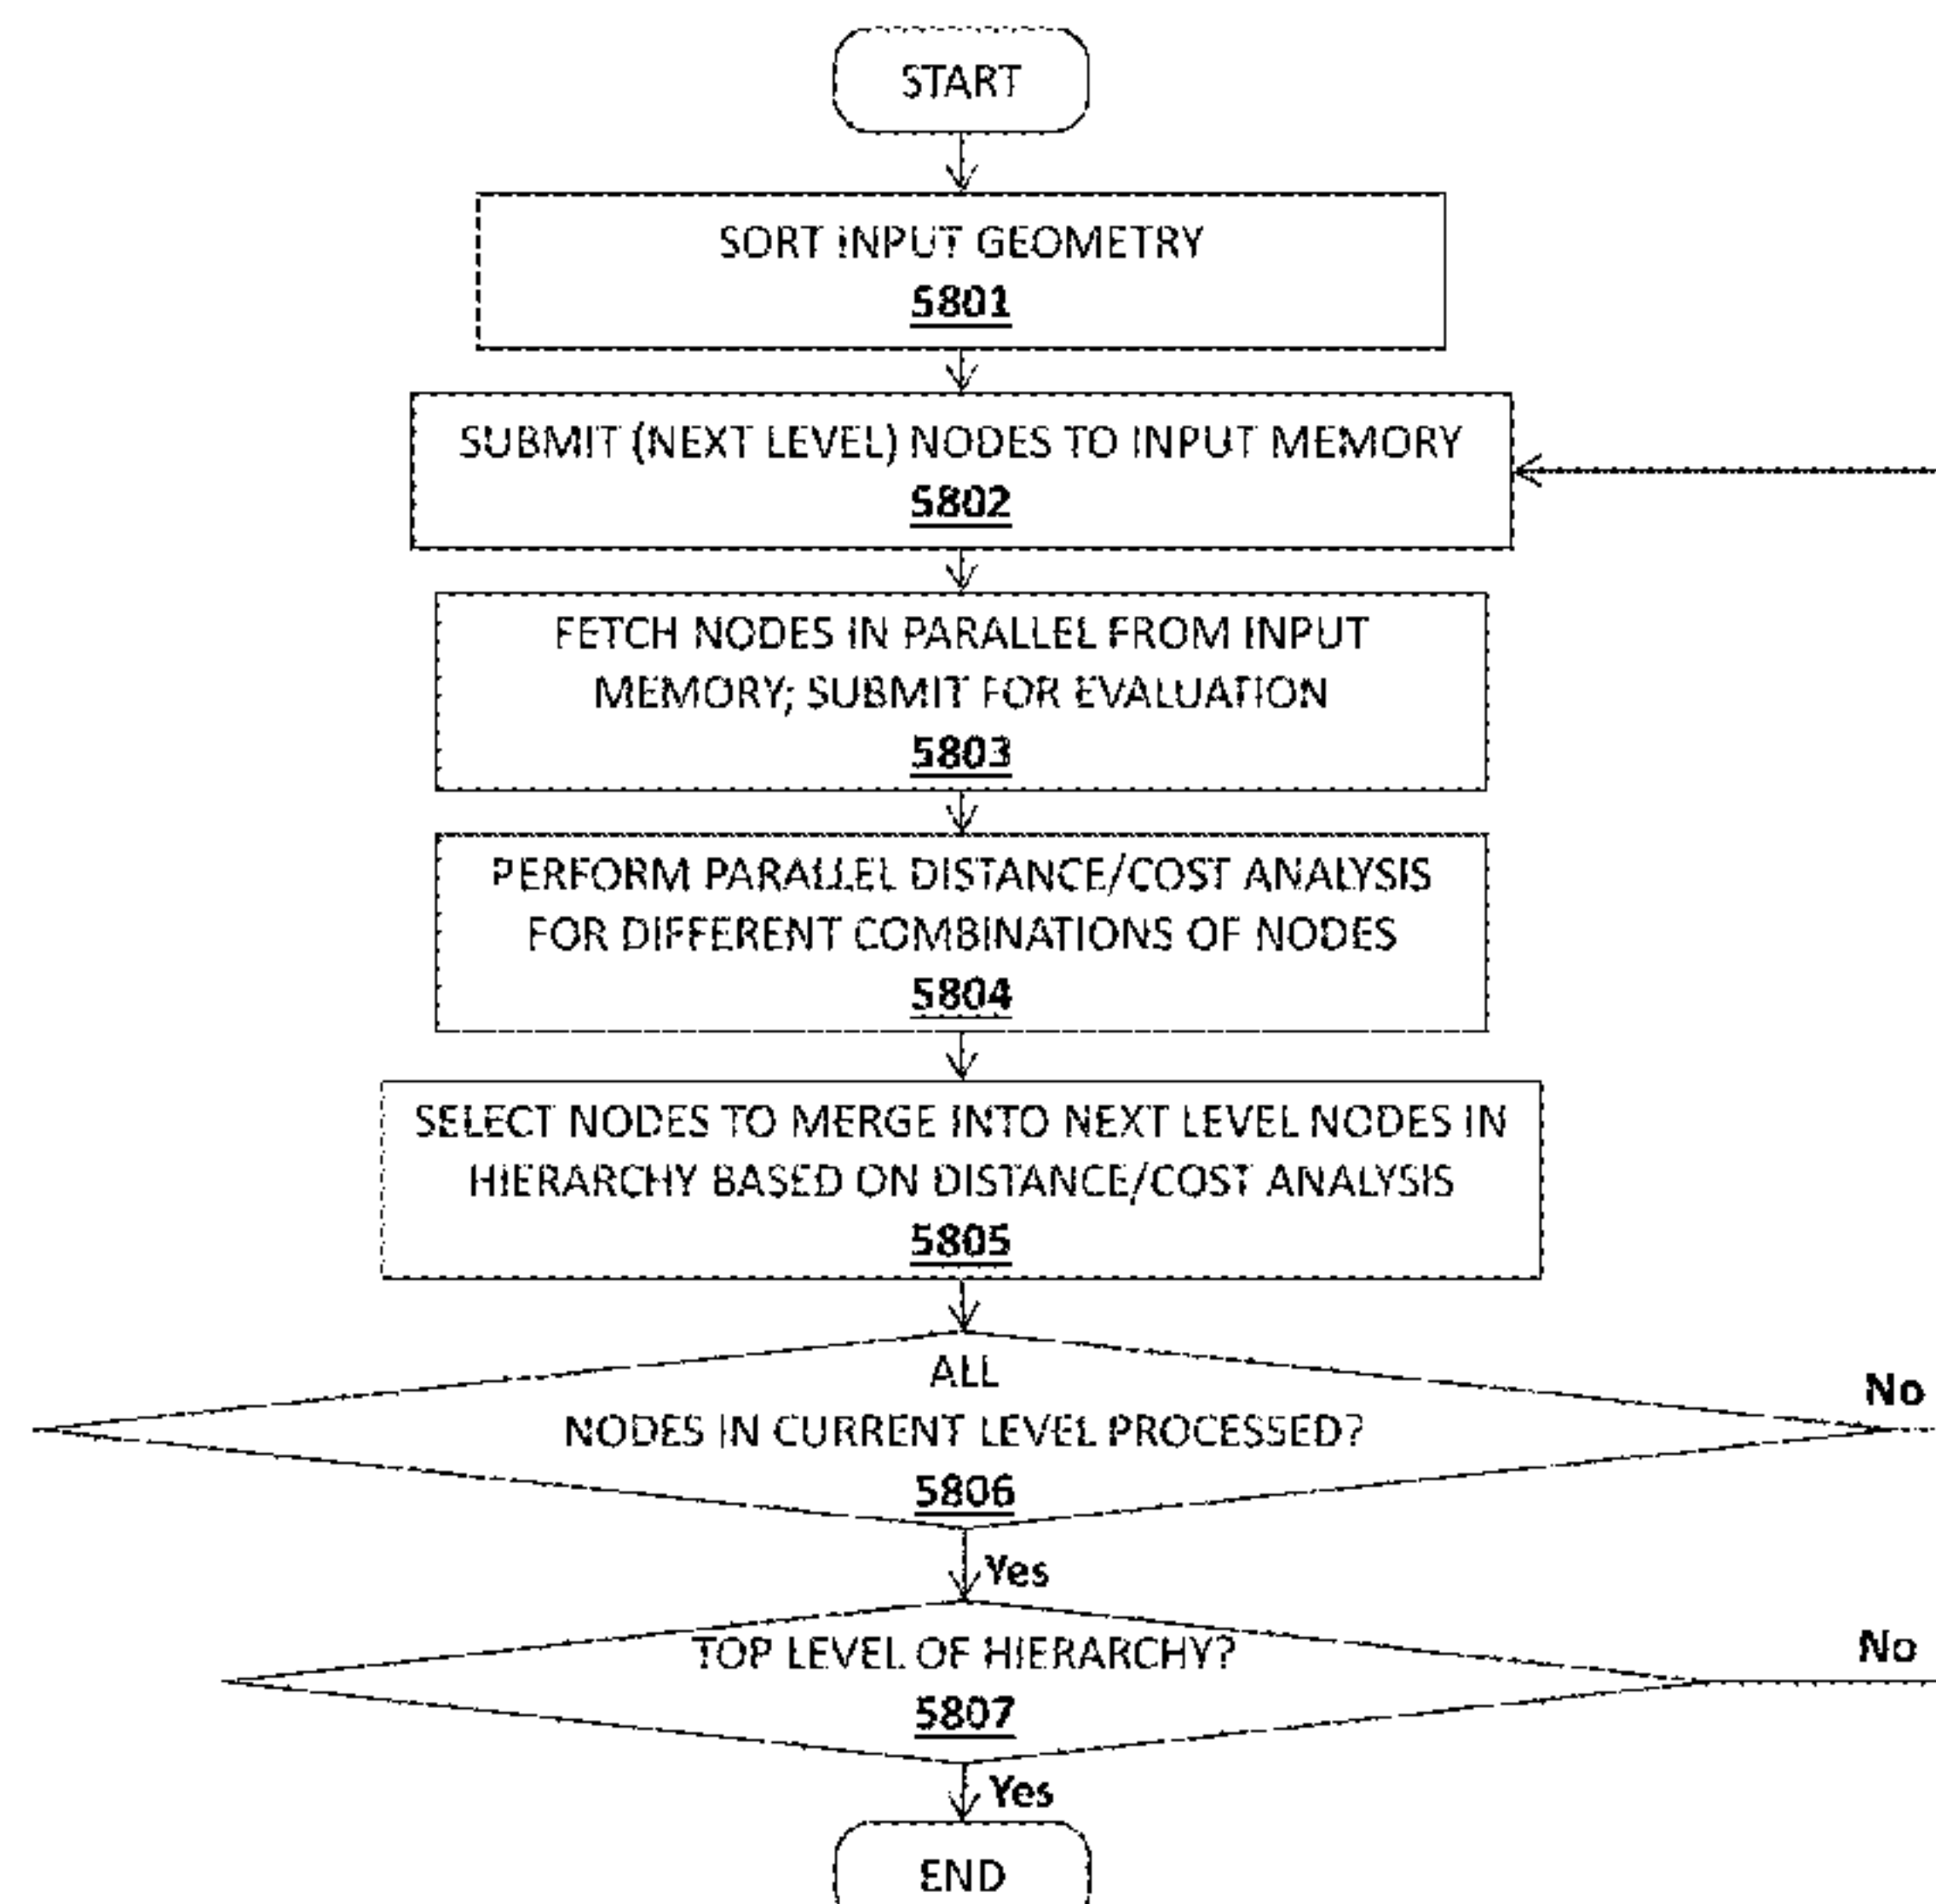 START
SORT INPUT GEOMETRY
5801
SUBMIT (NEXT LEVEL) NODES TO INPUT MEMORY
5802
FETCH NODES IN PARALLEL FROM INPUT
MEMORY; SUBMIT FOR EVALUATION
5803
PERFORM PARALLEL DISTANCE/COST ANALYSIS
FOR DIFFERENT COMBINATIONS OF NODES
5804
SELECT NODES TO MERGE INTO NEXT LEVEL NODES IN
HIERARCHY BASED ON DISTANCE/COST ANALYSIS
5805
ALL
No
NODES IN CURRENT LEVEL PROCESSED?
5806
Yes
TOP LEVEL OF HIERARCHY?
No
5807
Yes
END